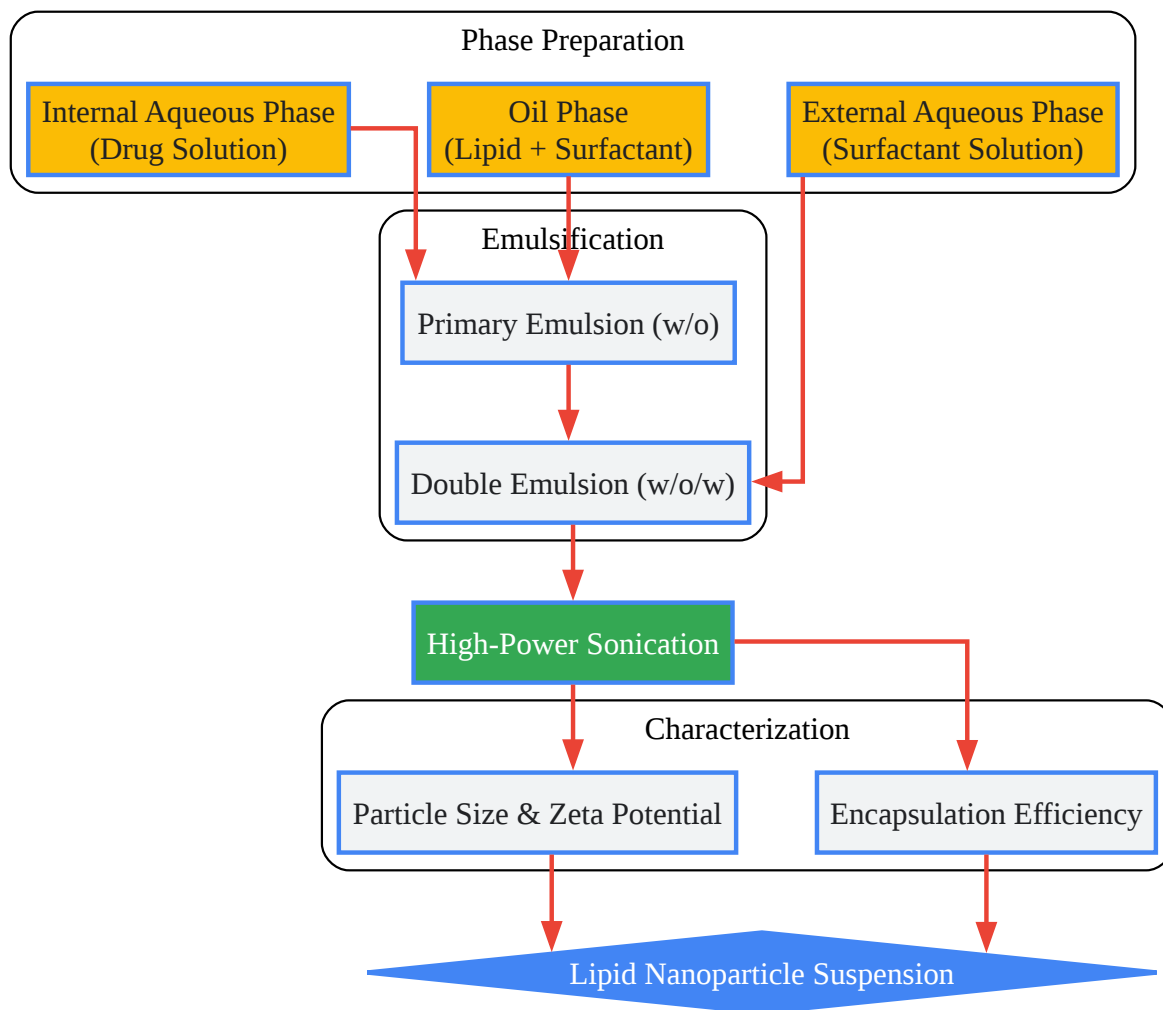 Phase Preparation
Internal Aqueous Phase
(Drug Solution)
Oil Phase
(Lipid + Surfactant)
External Aqueous Phase
(Surfactant Solution)
Emulsification
Primary Emulsion (w/o)
Double Emulsion (w/o/w)
High-Power Sonication
Characterization
Particle Size & Zeta Potential
Encapsulation Efficiency
Lipid Nanoparticle Suspension